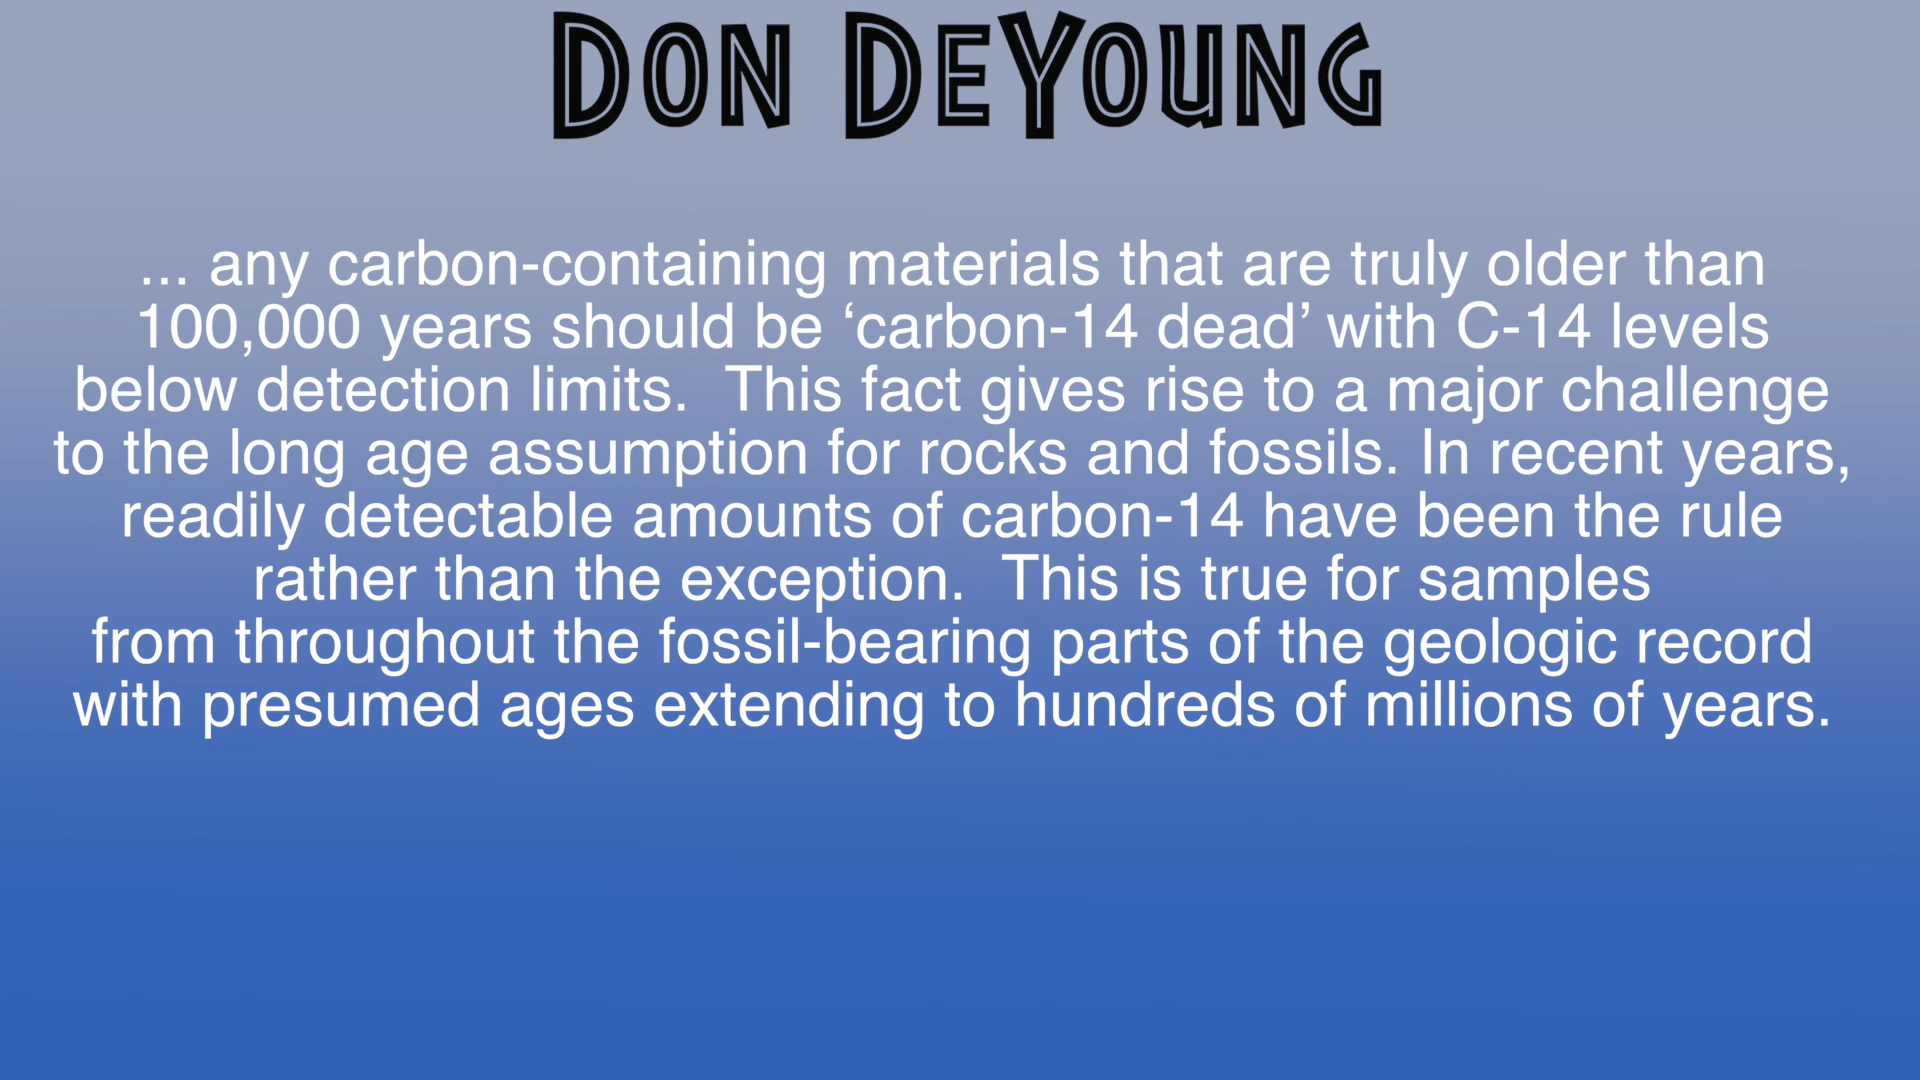 DON DEYOUNG
... any carbon-containing materials that are truly older than
100,000 years should be ‘carbon-14 dead’ with C-14 levels
below detection limits.  This fact gives rise to a major challenge
to the long age assumption for rocks and fossils. In recent years,
readily detectable amounts of carbon-14 have been the rule
rather than the exception.  This is true for samples
from throughout the fossil-bearing parts of the geologic record
with presumed ages extending to hundreds of millions of years.